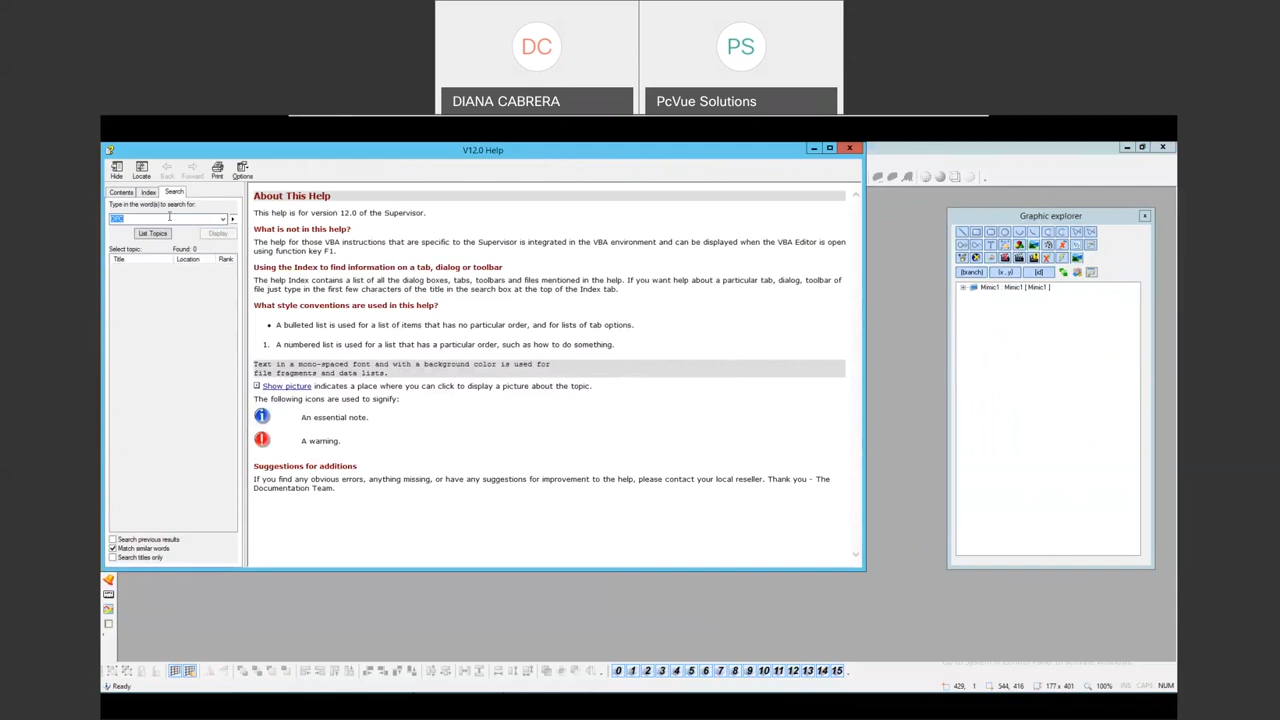 DC
PS
DIANA CABRERA
PcVue Solutions
V12.0 Help
Hide
Locate
Back
Forward
Print
Options
Contents
Index
Search
Type in the word(s) to search for:
OPC
List Topics
Display
Select topic:
Found: 0
Title
Location
Rank
Search previous results
Match similar words
Search titles only
About This Help
This help is for version 12.0 of the Supervisor.
What is not in this help?
The help for those VBA instructions that are specific to the Supervisor is integrated in the VBA environment and can be displayed when the VBA Editor is open
using function key F1.
Using the Index to find information on a tab, dialog or toolbar
The help Index contains a list of all the dialog boxes, tabs, toolbars and files mentioned in the help. If you want help about a particular tab, dialog, toolbar of
file just type in the first few characters of the title in the search box at the top of the Index tab.
What style conventions are used in this help?
• A bulleted list is used for a list of items that has no particular order, and for lists of tab options.
1. A numbered list is used for a list that has a particular order, such as how to do something.
Text in a mono-spaced font and with a background color is used for
file fragments and data lists.
Show picture indicates a place where you can click to display a picture about the topic.
The following icons are used to signify:
An essential note.
A warning.
Suggestions for additions
If you find any obvious errors, anything missing, or have any suggestions for improvement to the help, please contact your local reseller. Thank you - The
Documentation Team.
Graphic explorer
{branch}
(x , y)
[id]
Mimic1 : Mimic1 [ Mimic1 ]
0 1 2 3 4 5 6 7 8 9 10 11 12 13 14 15
Ready
429, 1
544, 416
177 x 401
100%
INS
CAPS
NUM